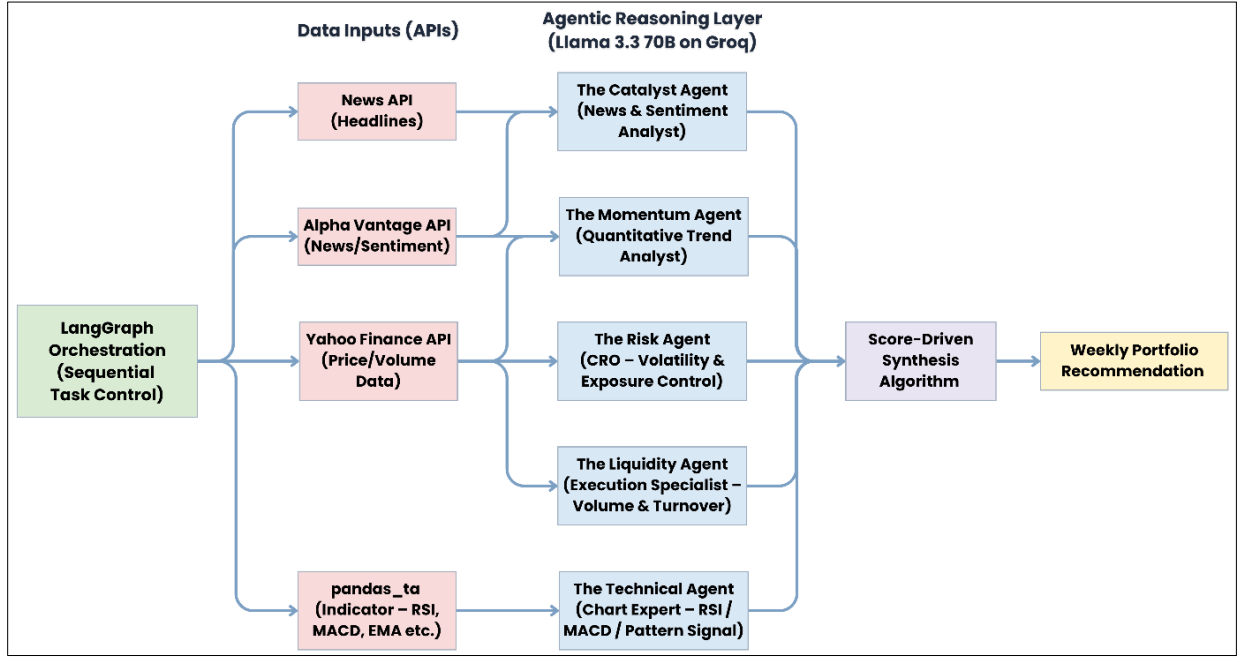 Data Inputs (APIs)
Agentic Reasoning Layer
(Llama 3.3 70B on Groq)
LangGraph
Orchestration
(Sequential
Task Control)
News API
(Headlines)
Alpha Vantage API
(News/Sentiment)
Yahoo Finance API
(Price/Volume
Data)
pandas_ta
(Indicator – RSI,
MACD, EMA etc.)
The Catalyst Agent
(News & Sentiment
Analyst)
The Momentum Agent
(Quantitative Trend
Analyst)
The Risk Agent
(CRO – Volatility &
Exposure Control)
The Liquidity Agent
(Execution Specialist –
Volume & Turnover)
The Technical Agent
(Chart Expert – RSI /
MACD / Pattern Signal)
Score-Driven
Synthesis
Algorithm
Weekly Portfolio
Recommendation